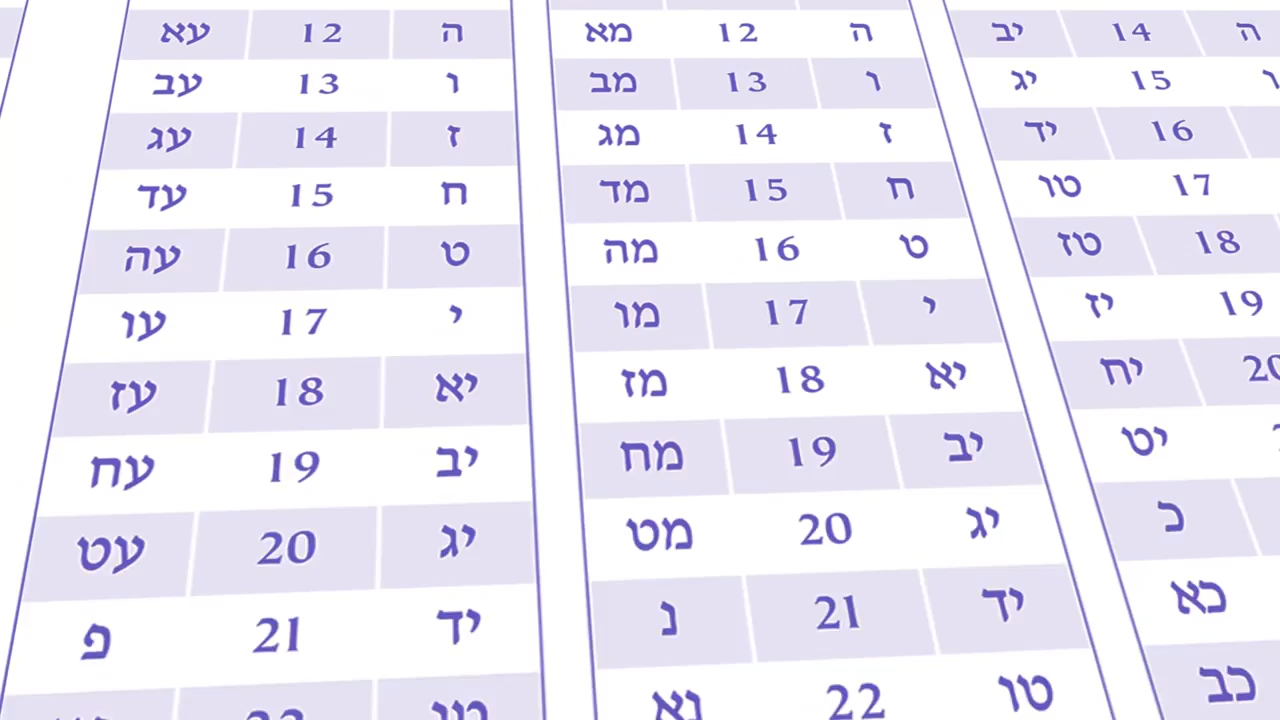 ה 14 יב
ו 15 יג
16 יד
17 טו
18 טז
19 יז
20 יח
יט
כ
כא
כב
ה 12 מא
ו 13 מב
ז 14 מג
ח 15 מד
ט 16 מה
י 17 מו
יא 18 מז
יב 19 מח
יג 20 מט
יד 21 נ
טו 22 נא
ה 12 עא
ו 13 עב
ז 14 עג
ח 15 עד
ט 16 עה
י 17 עו
יא 18 עז
יב 19 עח
יג 20 עט
יד 21 פ